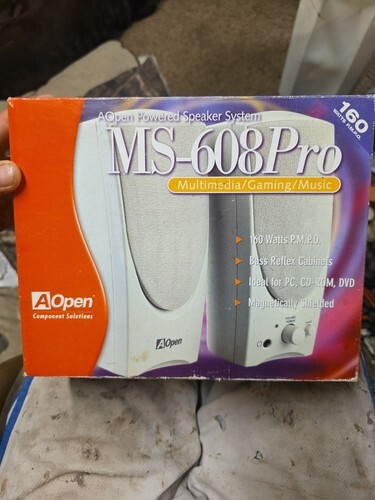 AOpen Powered Speaker System
MS-608Pro
Multimedia/Gaming/Music
160
WATTS P.M.P.O.
160 Watts P.M.P.O.
Bass Reflex Cabinets
Ideal for PC, CD-ROM, DVD
Magnetically Shielded
AOpen
Component Solutions
AOpen